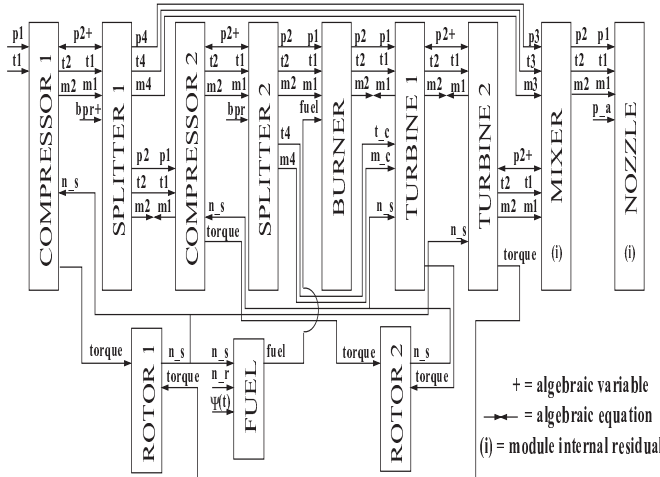 p1
t1
COMPRESSOR 1
p2+
t2 t1
m2 m1
bpr+
n_s
torque
SPLITTER 1
p4
t4
m4
p2 p1
t2 t1
m2 m1
COMPRESSOR 2
p2+
t2 t1
m2 m1
bpr
n_s
torque
SPLITTER 2
p2 p1
t2 t1
m2 m1
fuel
t4
m4
BURNER
p2 p1
t2 t1
m2 m1
t_c
m_c
n_s
TURBINE 1
p2+
t2 t1
m2 m1
n_s
torque
TURBINE 2
p3
t3
m3
p2+
t2 t1
m2 m1
torque
MIXER
(i)
p2 p1
t2 t1
m2 m1
p_a
NOZZLE
(i)
torque
ROTOR 1
n_s
torque
n_s
n_r
Ψ(t)
FUEL
fuel
torque
ROTOR 2
n_s
torque
+ = algebraic variable
= algebraic equation
(i) = module internal residual